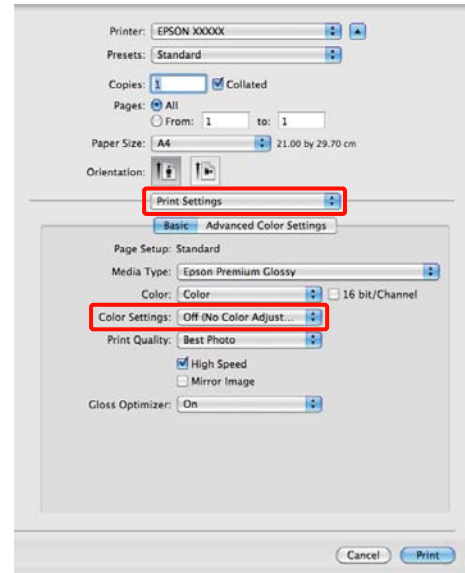 Printer: EPSON XXXXX
Presets: Standard
Copies: 1 Collated
Pages: All
From: 1 to: 1
Paper Size: A4 21.00 by 29.70 cm
Orientation:
Print Settings
Basic Advanced Color Settings
Page Setup: Standard
Media Type: Epson Premium Glossy
Color: Color 16 bit/Channel
Color Settings: Off (No Color Adjust...
Print Quality: Best Photo
High Speed
Mirror Image
Gloss Optimizer: On
Cancel Print